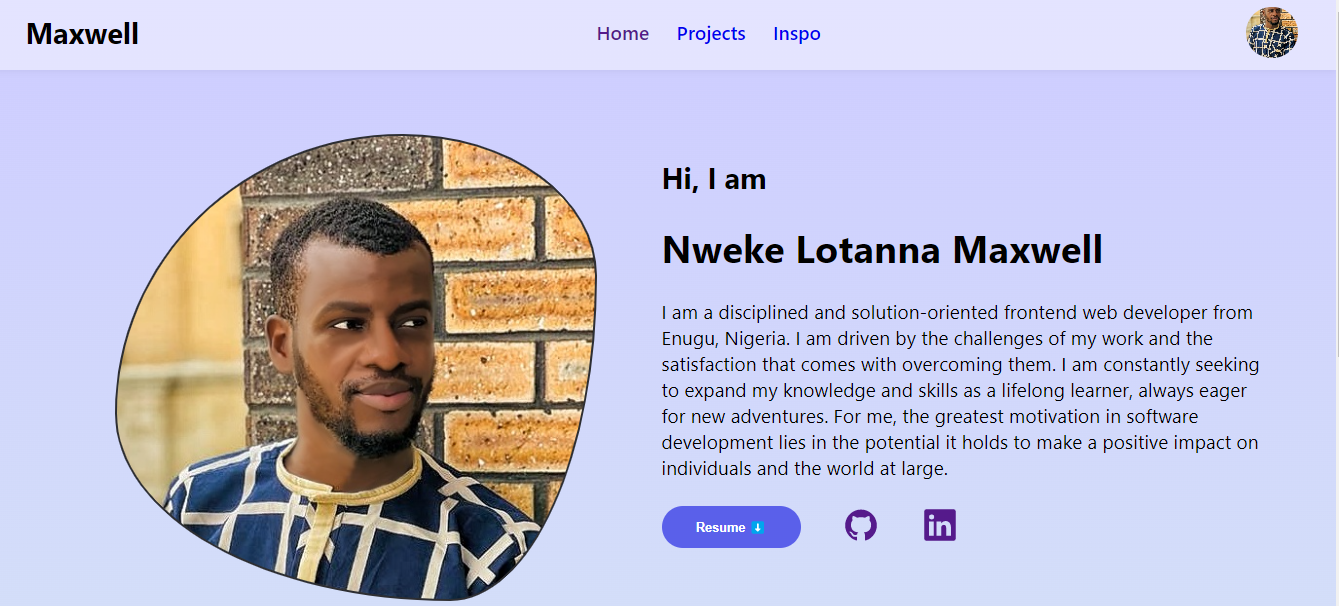 Maxwell
Home Projects Inspo
Hi, I am
Nweke Lotanna Maxwell
I am a disciplined and solution-oriented frontend web developer from
Enugu, Nigeria. I am driven by the challenges of my work and the
satisfaction that comes with overcoming them. I am constantly seeking
to expand my knowledge and skills as a lifelong learner, always eager
for new adventures. For me, the greatest motivation in software
development lies in the potential it holds to make a positive impact on
individuals and the world at large.
Resume ⬇️
in